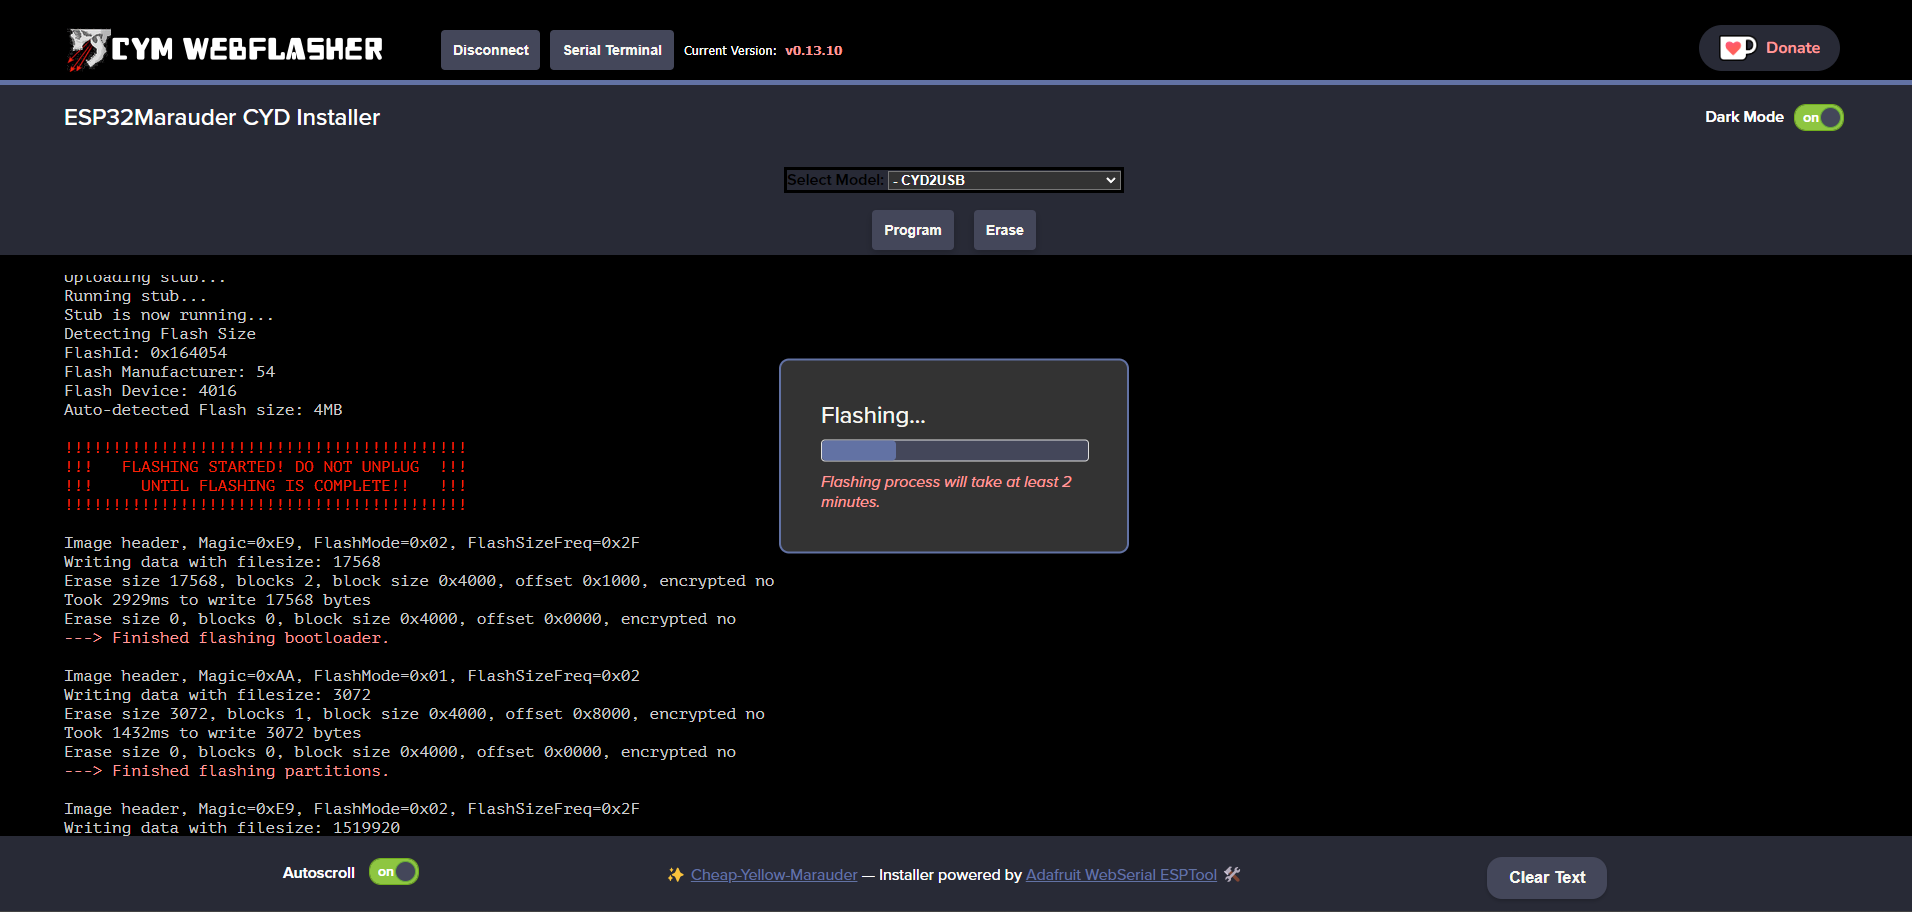 CYM WEBFLASHER
Disconnect
Serial Terminal
Current Version: v0.13.10
Donate
ESP32Marauder CYD Installer
Dark Mode on
Select Model: - CYD2USB
Program
Erase
Uploading stub...
Running stub...
Stub is now running...
Detecting Flash Size
FlashId: 0x164054
Flash Manufacturer: 54
Flash Device: 4016
Auto-detected Flash size: 4MB
!!!!!!!!!!!!!!!!!!!!!!!!!!!!!!!!!!!!!!!!!!
!!!   FLASHING STARTED! DO NOT UNPLUG  !!!
!!!     UNTIL FLASHING IS COMPLETE!!   !!!
!!!!!!!!!!!!!!!!!!!!!!!!!!!!!!!!!!!!!!!!!!
Image header, Magic=0xE9, FlashMode=0x02, FlashSizeFreq=0x2F
Writing data with filesize: 17568
Erase size 17568, blocks 2, block size 0x4000, offset 0x1000, encrypted no
Took 2929ms to write 17568 bytes
Erase size 0, blocks 0, block size 0x4000, offset 0x0000, encrypted no
---> Finished flashing bootloader.
Image header, Magic=0xAA, FlashMode=0x01, FlashSizeFreq=0x02
Writing data with filesize: 3072
Erase size 3072, blocks 1, block size 0x4000, offset 0x8000, encrypted no
Took 1432ms to write 3072 bytes
Erase size 0, blocks 0, block size 0x4000, offset 0x0000, encrypted no
---> Finished flashing partitions.
Image header, Magic=0xE9, FlashMode=0x02, FlashSizeFreq=0x2F
Writing data with filesize: 1519920
Flashing...
Flashing process will take at least 2
minutes.
Autoscroll on
✨ Cheap-Yellow-Marauder — Installer powered by Adafruit WebSerial ESPTool 🛠
Clear Text